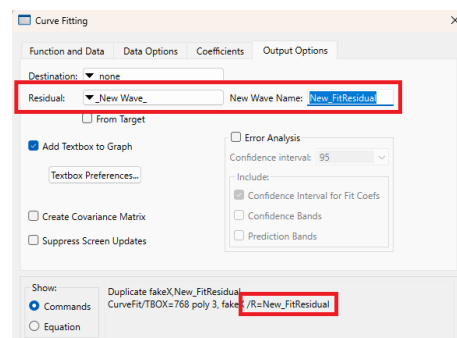 Curve Fitting
Function and Data Data Options Coefficients Output Options
Destination: none
Residual: _New Wave_ New Wave Name: New_FitResidual
From Target
Add Textbox to Graph
Textbox Preferences...
Create Covariance Matrix
Suppress Screen Updates
Error Analysis
Confidence interval: 95
Include:
Confidence Interval for Fit Coefs
Confidence Bands
Prediction Bands
Show:
Commands
Equation
Duplicate fakeX,New_FitResidual
CurveFit/TBOX=768 poly 3, fakeX /R=New_FitResidual